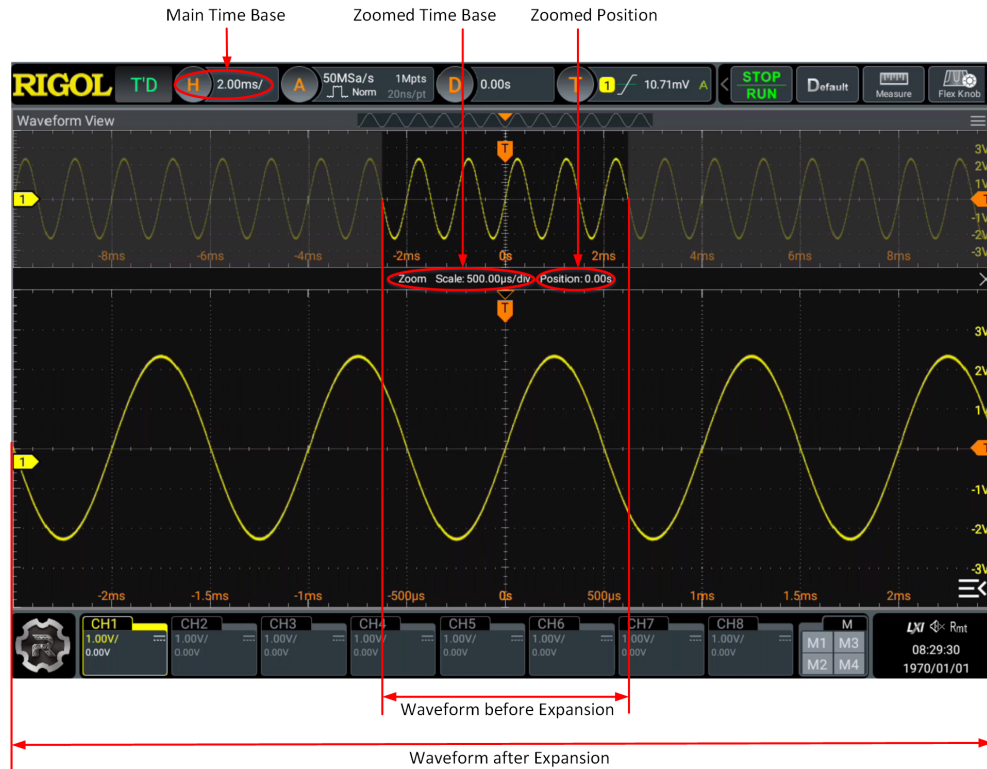 Main Time Base Zoomed Time Base Zoomed Position
RIGOL T'D H 2.00ms/ A 50MSa/s 1Mpts Norm 20ns/pt D 0.00s T 1 10.71mV A STOP RUN Default Measure Flex Knob
Waveform View
T
3V
2V
1V
1 T
-1V
-2V
-3V
-8ms -6ms -4ms -2ms 0s 2ms 4ms 6ms 8ms
Zoom Scale:500.00µs/div Position:0.00s
T
3V
2V
1V
1 T
-1V
-2V
-3V
-2ms -1.5ms -1ms -500µs 0s 500µs 1ms 1.5ms 2ms
CH1 CH2 CH3 CH4 CH5 CH6 CH7 CH8 M
1.00V/ 1.00V/ 1.00V/ 1.00V/ 1.00V/ 1.00V/ 1.00V/ 1.00V/ M1 M3 LXI Rmt
0.00V 0.00V 0.00V 0.00V 0.00V 0.00V 0.00V 0.00V M2 M4 08:29:30
1970/01/01
Waveform before Expansion
Waveform after Expansion